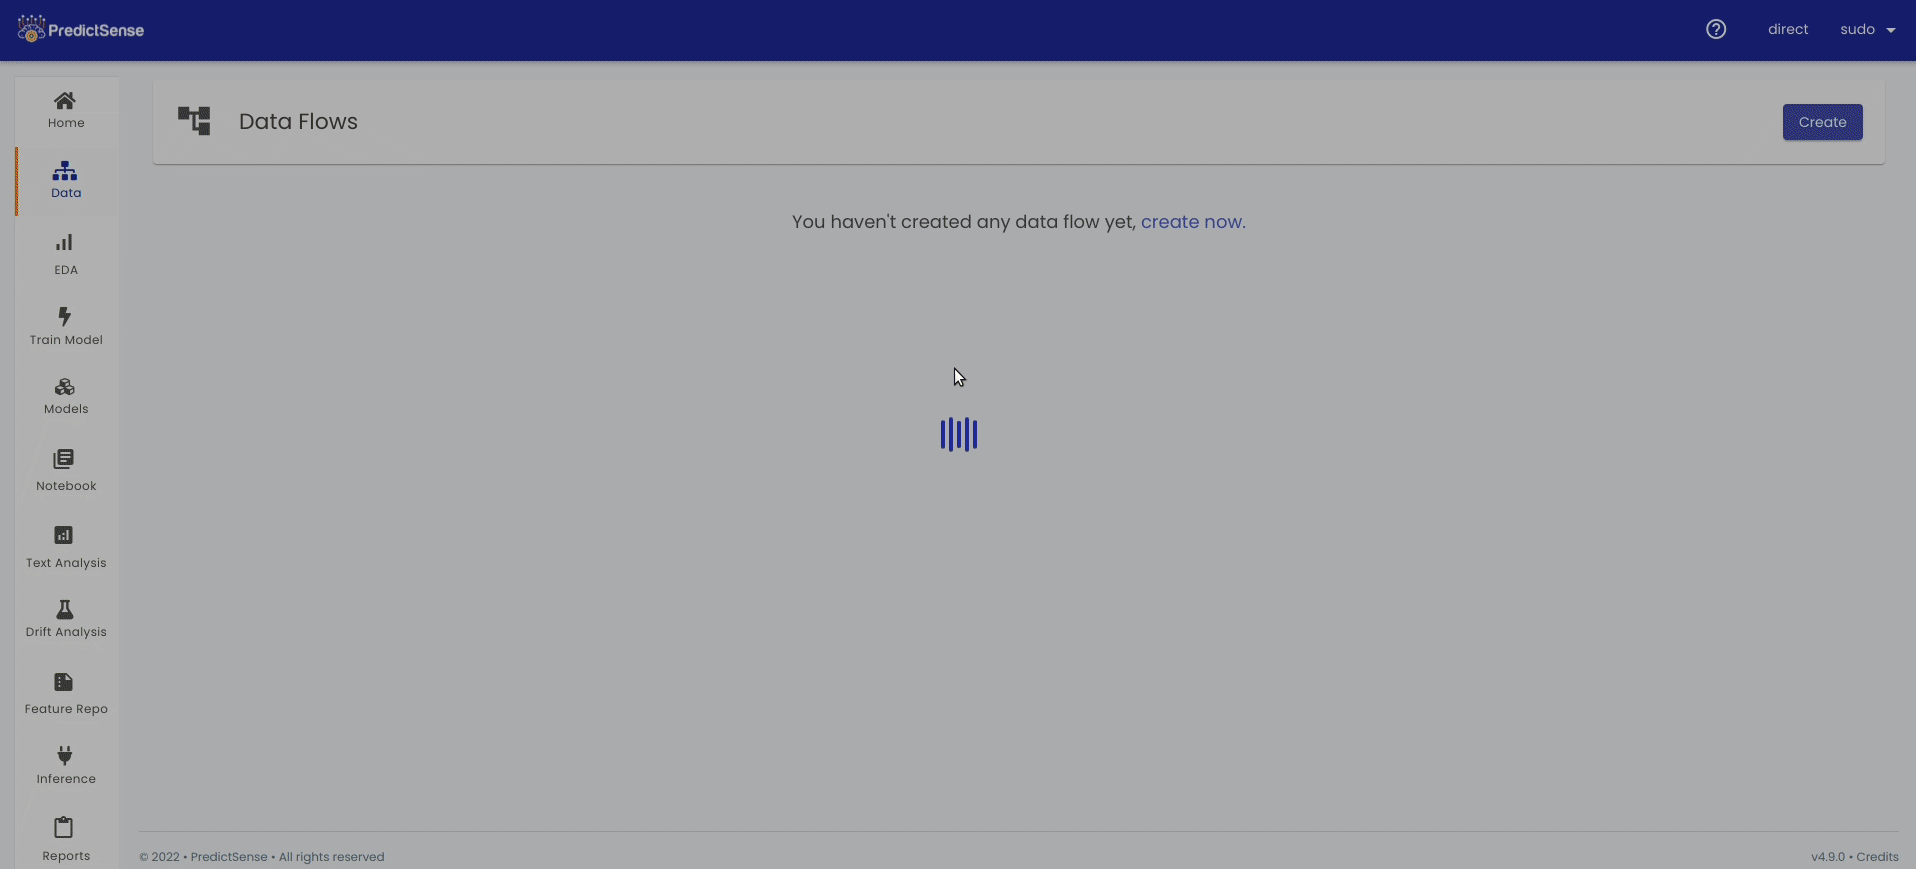 PredictSense
direct
sudo
Home
Data
EDA
Train Model
Models
Notebook
Text Analysis
Drift Analysis
Feature Repo
Inference
Reports
Data Flows
Create
You haven't created any data flow yet, create now.
© 2022 • PredictSense • All rights reserved
v4.9.0 • Credits